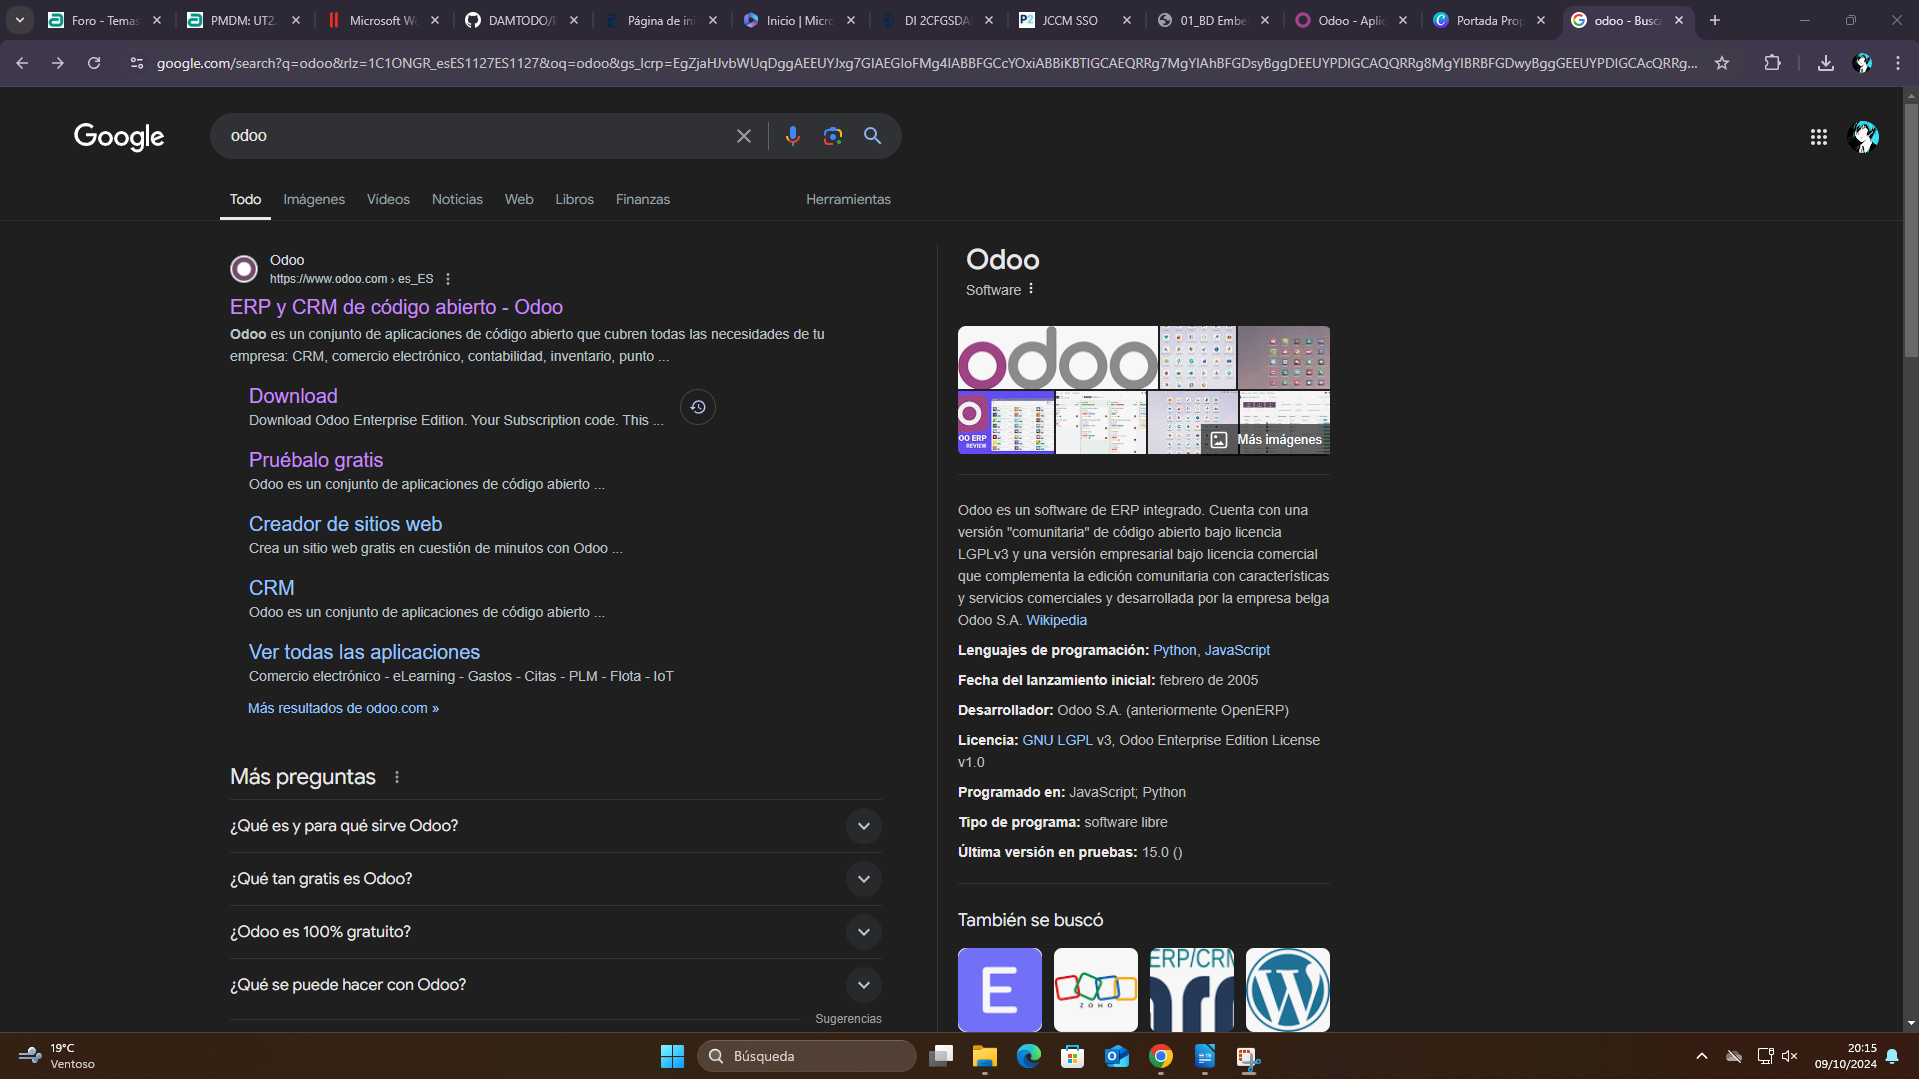 Foro - Temas
PMDM: UT2.
Microsoft Wo
DAMTODO/P
Página de ini
Inicio | Micro
DI 2CFGSDA
JCCM SSO
01_BD Embe
Odoo - Aplic
Portada Prop
odoo - Busca
google.com/search?q=odoo&rlz=1C1ONGR_esES1127ES1127&oq=odoo&gs_lcrp=
Google
odoo
Todo Imágenes Vídeos Noticias Web Libros Finanzas Herramientas
Odoo
https://www.odoo.com › es_ES
ERP y CRM de código abierto - Odoo
Odoo es un conjunto de aplicaciones de código abierto que cubren todas las necesidades de tu
empresa: CRM, comercio electrónico, contabilidad, inventario, punto ...
Download
Download Odoo Enterprise Edition. Your Subscription code. This ...
Pruébalo gratis
Odoo es un conjunto de aplicaciones de código abierto ...
Creador de sitios web
Crea un sitio web gratis en cuestión de minutos con Odoo ...
CRM
Odoo es un conjunto de aplicaciones de código abierto ...
Ver todas las aplicaciones
Comercio electrónico - eLearning - Gastos - Citas - PLM - Flota - IoT
Más resultados de odoo.com »
Más preguntas
¿Qué es y para qué sirve Odoo?
¿Qué tan gratis es Odoo?
¿Odoo es 100% gratuito?
¿Qué se puede hacer con Odoo?
Sugerencias
Odoo
Software
odoo
OO ERP
REVIEW
Más imágenes
Odoo es un software de ERP integrado. Cuenta con una
versión "comunitaria" de código abierto bajo licencia
LGPLv3 y una versión empresarial bajo licencia comercial
que complementa la edición comunitaria con características
y servicios comerciales y desarrollada por la empresa belga
Odoo S.A. Wikipedia
Lenguajes de programación: Python, JavaScript
Fecha del lanzamiento inicial: febrero de 2005
Desarrollador: Odoo S.A. (anteriormente OpenERP)
Licencia: GNU LGPL v3, Odoo Enterprise Edition License
v1.0
Programado en: JavaScript; Python
Tipo de programa: software libre
Última versión en pruebas: 15.0 ()
También se buscó
E
ZOHO
ERP/CRM
W
19°C
Ventoso
Búsqueda
20:15
09/10/2024